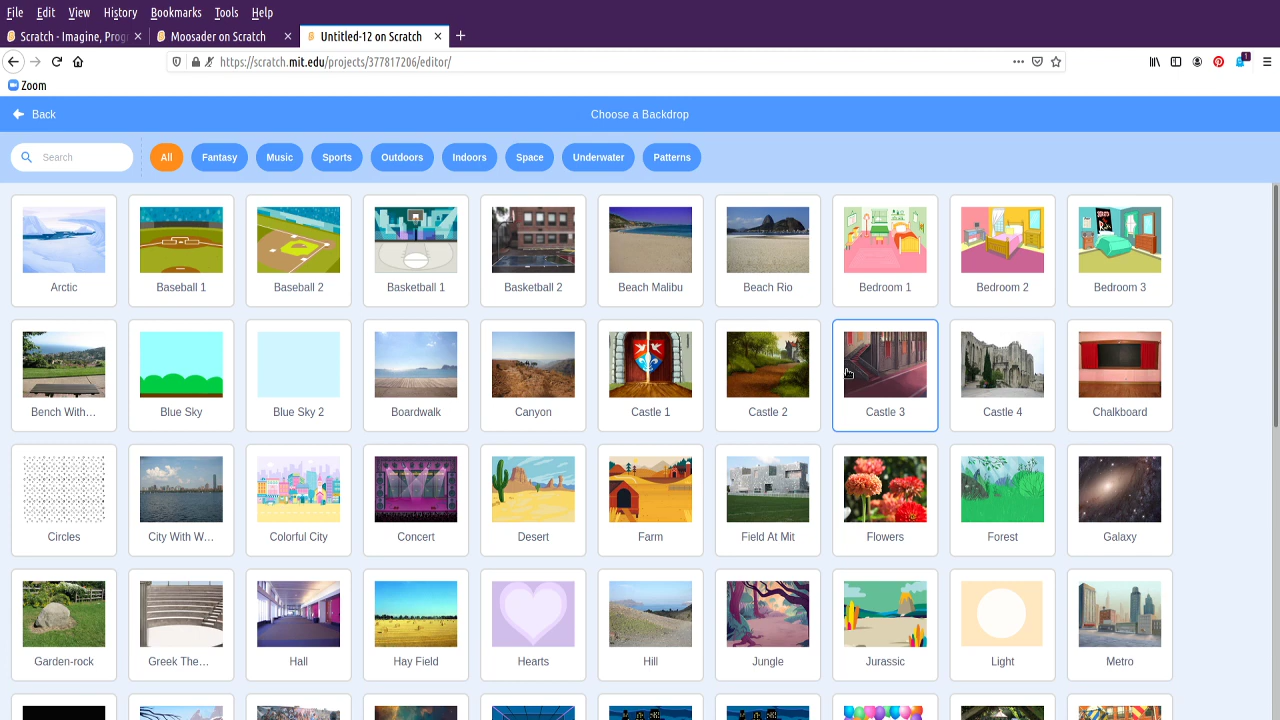 File Edit View History Bookmarks Tools Help
Scratch - Imagine, Prog
Moosader on Scratch
Untitled-12 on Scratch
https://scratch.mit.edu/projects/377817206/editor/
1
Zoom
Back
Choose a Backdrop
Search
All Fantasy Music Sports Outdoors Indoors Space Underwater Patterns
Arctic Baseball 1 Baseball 2 Basketball 1 Basketball 2 Beach Malibu Beach Rio Bedroom 1 Bedroom 2 Bedroom 3
Bench With... Blue Sky Blue Sky 2 Boardwalk Canyon Castle 1 Castle 2 Castle 3 Castle 4 Chalkboard
Circles City With W... Colorful City Concert Desert Farm Field At Mit Flowers Forest Galaxy
Garden-rock Greek The... Hall Hay Field Hearts Hill Jungle Jurassic Light Metro